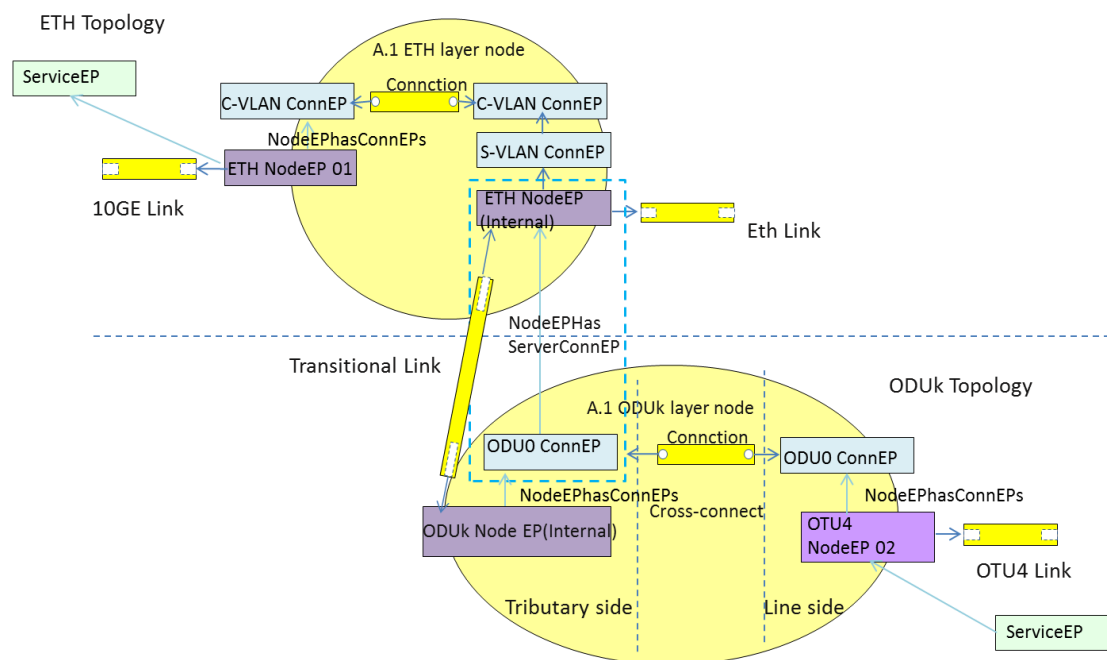 ETH Topology
A.1 ETH layer node
ServiceEP
Connction
C-VLAN ConnEP
C-VLAN ConnEP
NodeEPhasConnEPs
S-VLAN ConnEP
ETH NodeEP 01
ETH NodeEP
(Internal)
10GE Link
Eth Link
NodeEPHas
ServerConnEP
Transitional Link
ODUk Topology
A.1 ODUk layer node
Connction
ODU0 ConnEP
ODU0 ConnEP
NodeEPhasConnEPs
NodeEPhasConnEPs
Cross-connect
ODUk Node EP(Internal)
OTU4
NodeEP 02
OTU4 Link
Tributary side
Line side
ServiceEP